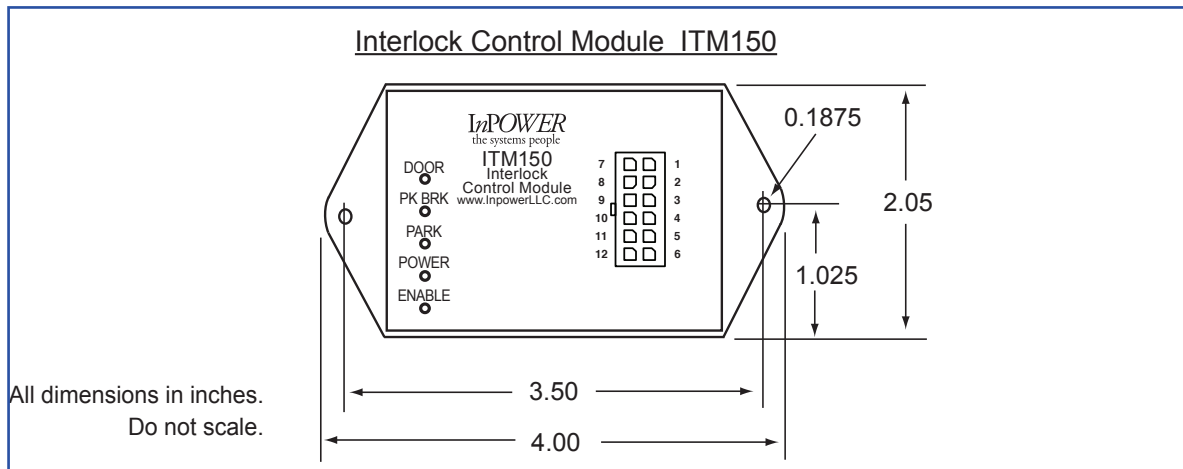 Interlock Control Module ITM150
InPOWER
the systems people
ITM150
Interlock
Control Module
www.InpowerLLC.com
DOOR
PK BRK
PARK
POWER
ENABLE
7 1
8 2
9 3
10 4
11 5
12 6
0.1875
2.05
1.025
3.50
4.00
All dimensions in inches.
Do not scale.